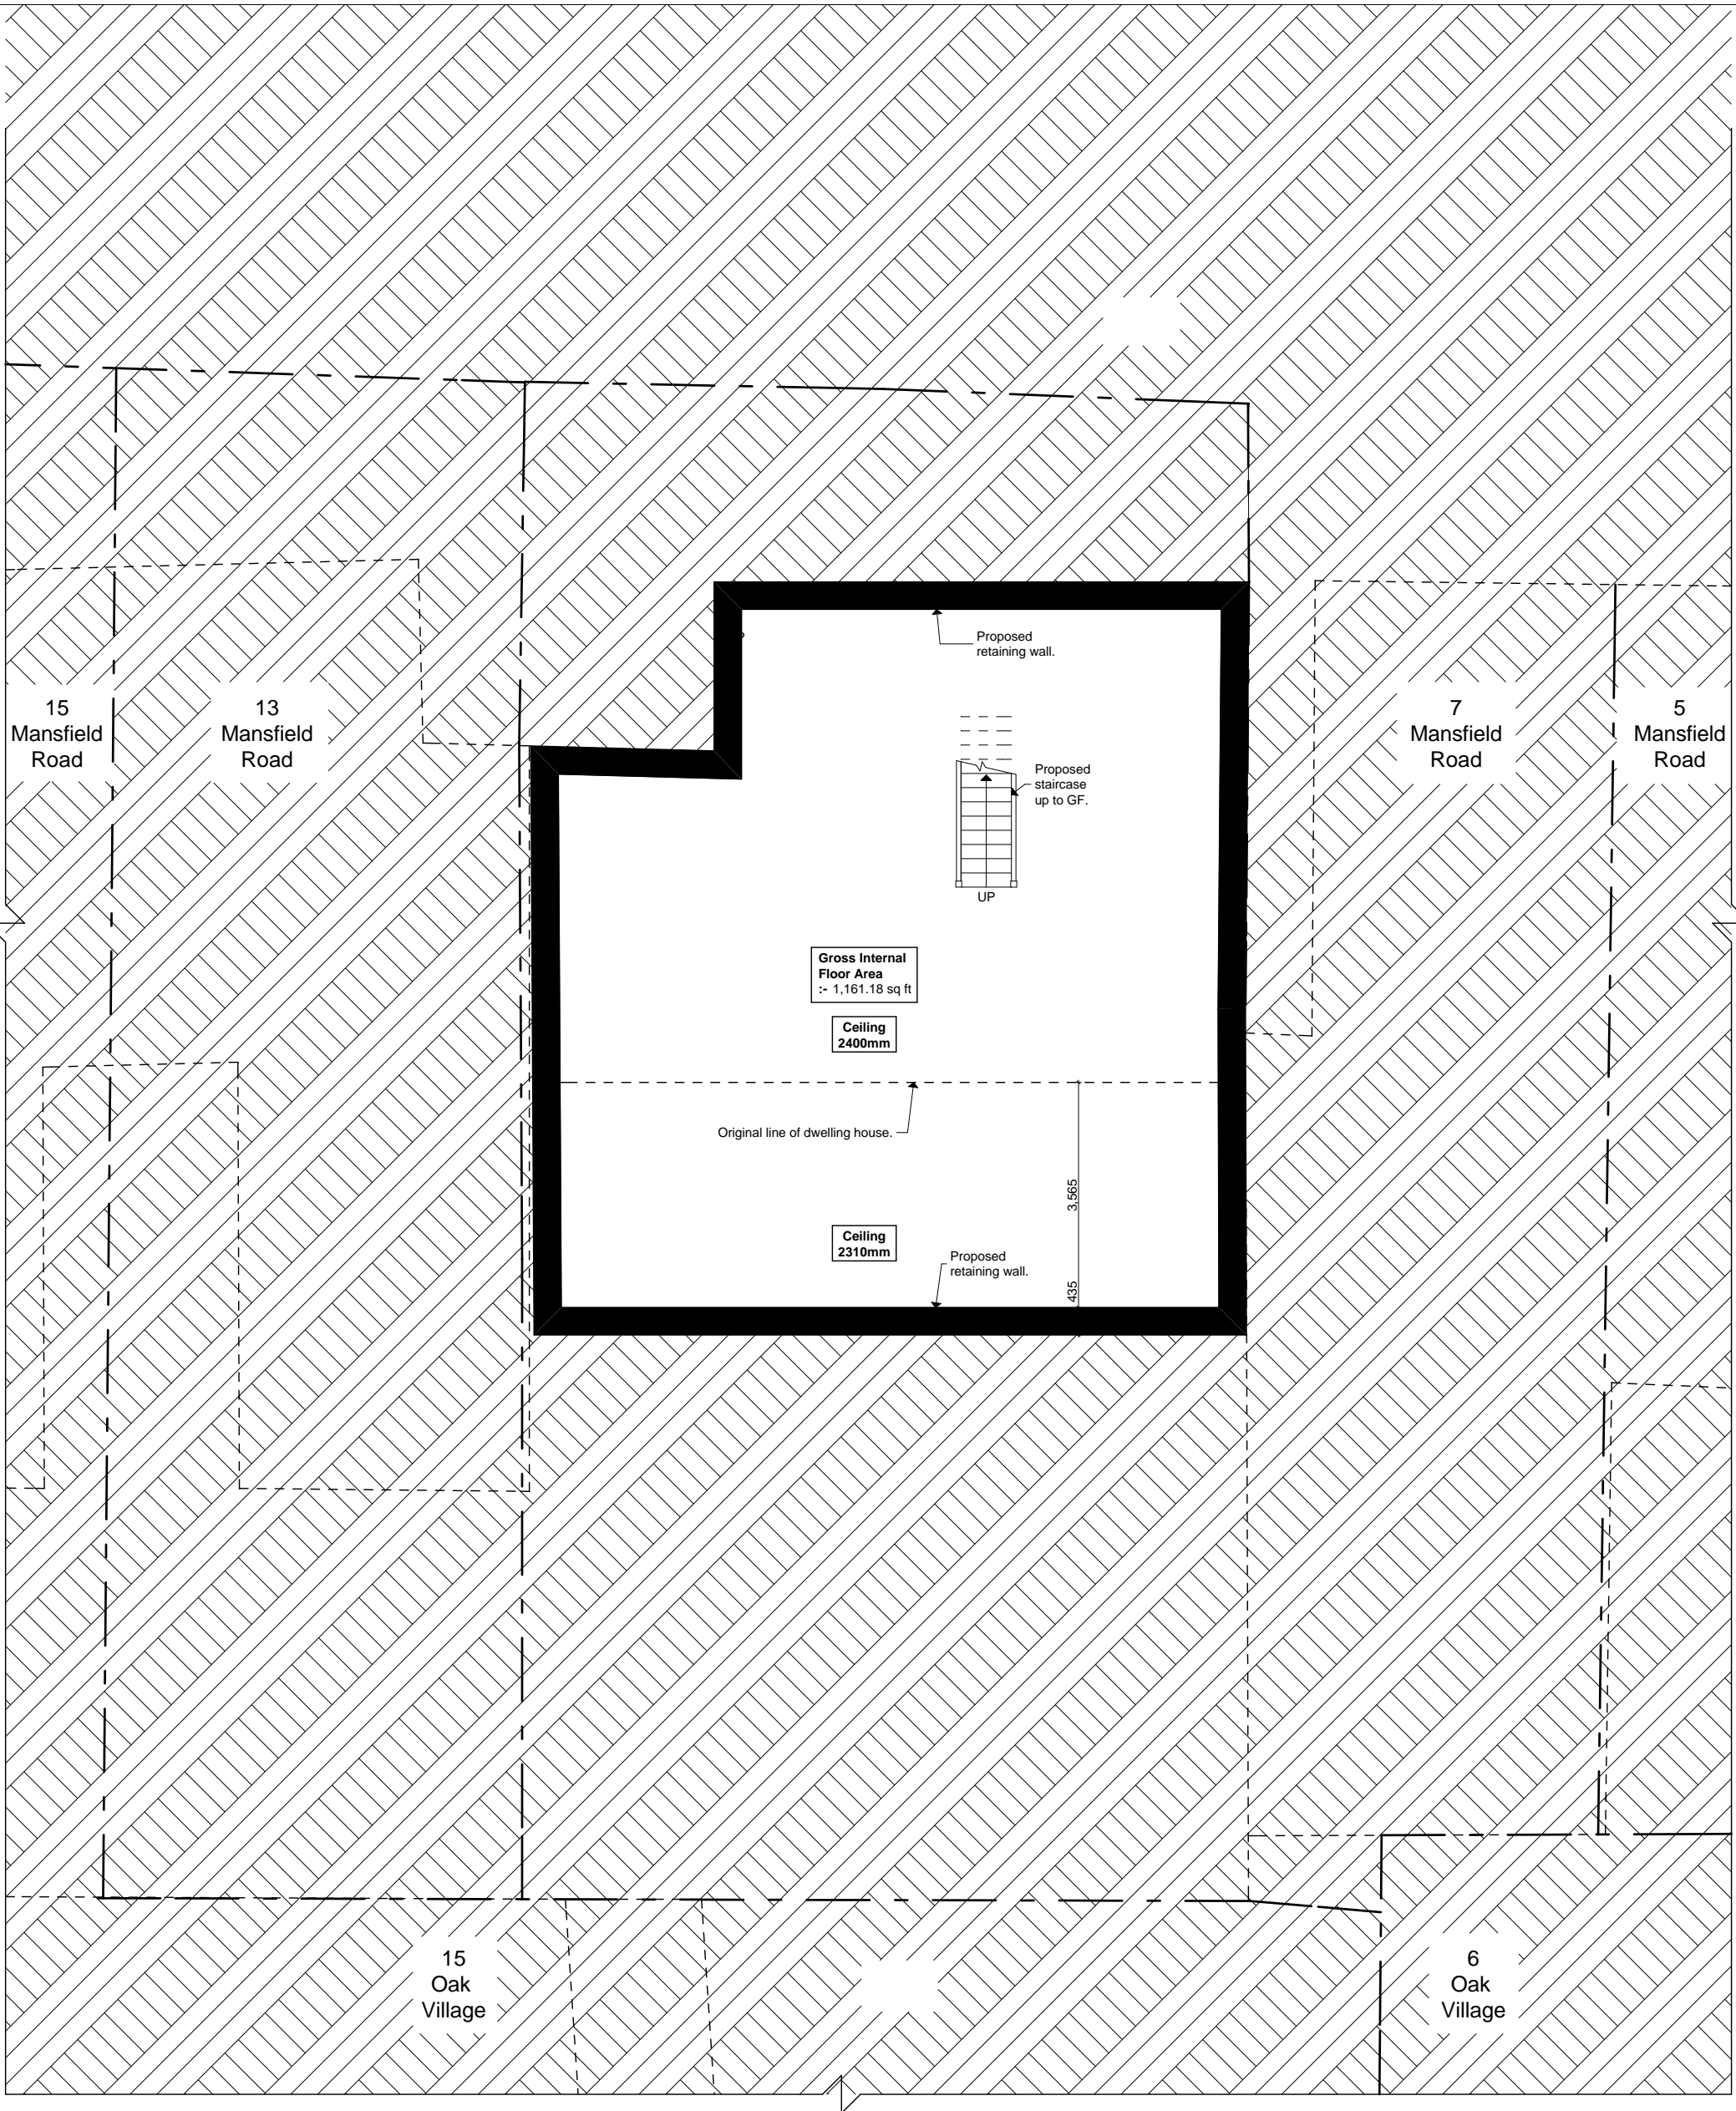 Proposed
retaining wall.
15
Mansfield
Road
13
Mansfield
Road
7
Mansfield
Road
5
Mansfield
Road
Proposed
staircase
up to GF.
UP
Gross Internal
Floor Area
:- 1,161.18 sq ft
Ceiling
2400mm
Original line of dwelling house.
3,565
Ceiling
2310mm
Proposed
retaining wall.
435
15
Oak
Village
6
Oak
Village